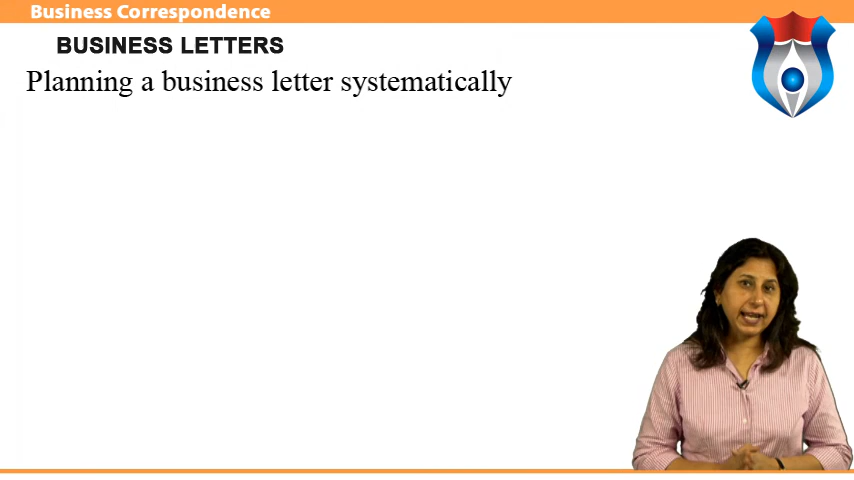 Business Correspondence
BUSINESS LETTERS
Planning a business letter systematically